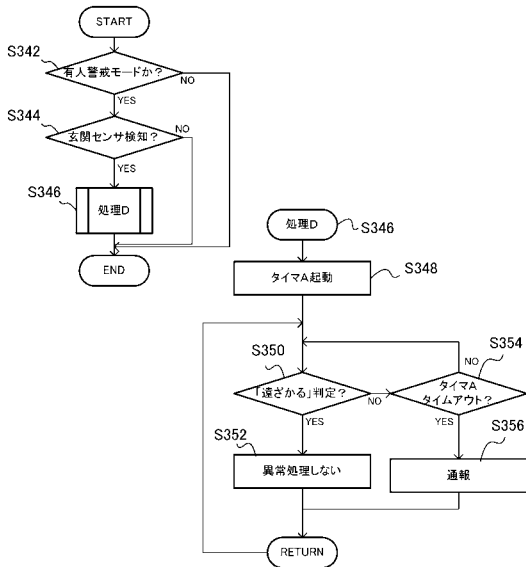 START
S342
有人警戒モードか?
NO
YES
S344
玄関センサ検知?
NO
YES
S346
処理D
END
処理D
S346
タイマA起動
S348
S350
「遠ざかる」判定?
NO
YES
S354
NO
タイマA
タイムアウト?
YES
S352
異常処理しない
S356
通報
RETURN